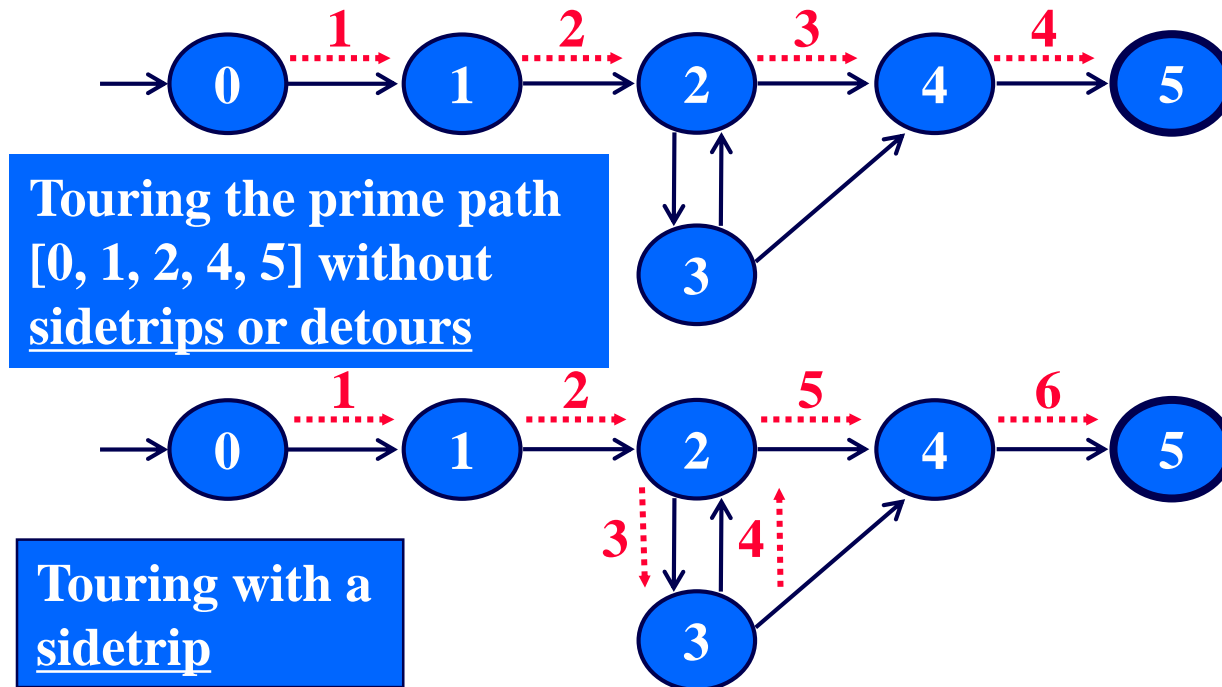 1 2 3 4
0 1 2 4 5
Touring the prime path
[0, 1, 2, 4, 5] without
sidetrips or detours
3
1 2 5 6
0 1 2 4 5
3 4
Touring with a
sidetrip
3